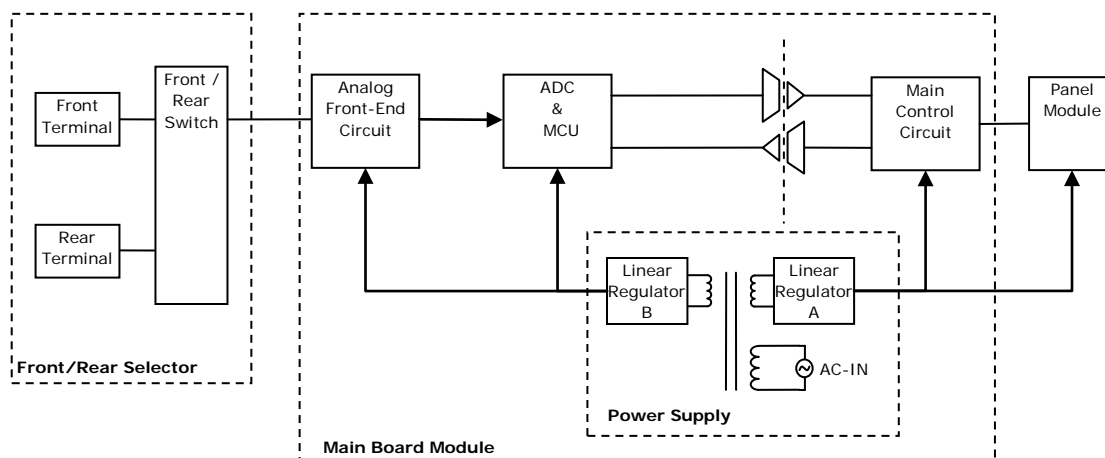 Front
Terminal
Rear
Terminal
Front /
Rear
Switch
Front/Rear Selector
Analog
Front-End
Circuit
ADC
&
MCU
Main
Control
Circuit
Panel
Module
Linear
Regulator
B
Linear
Regulator
A
AC-IN
Power Supply
Main Board Module